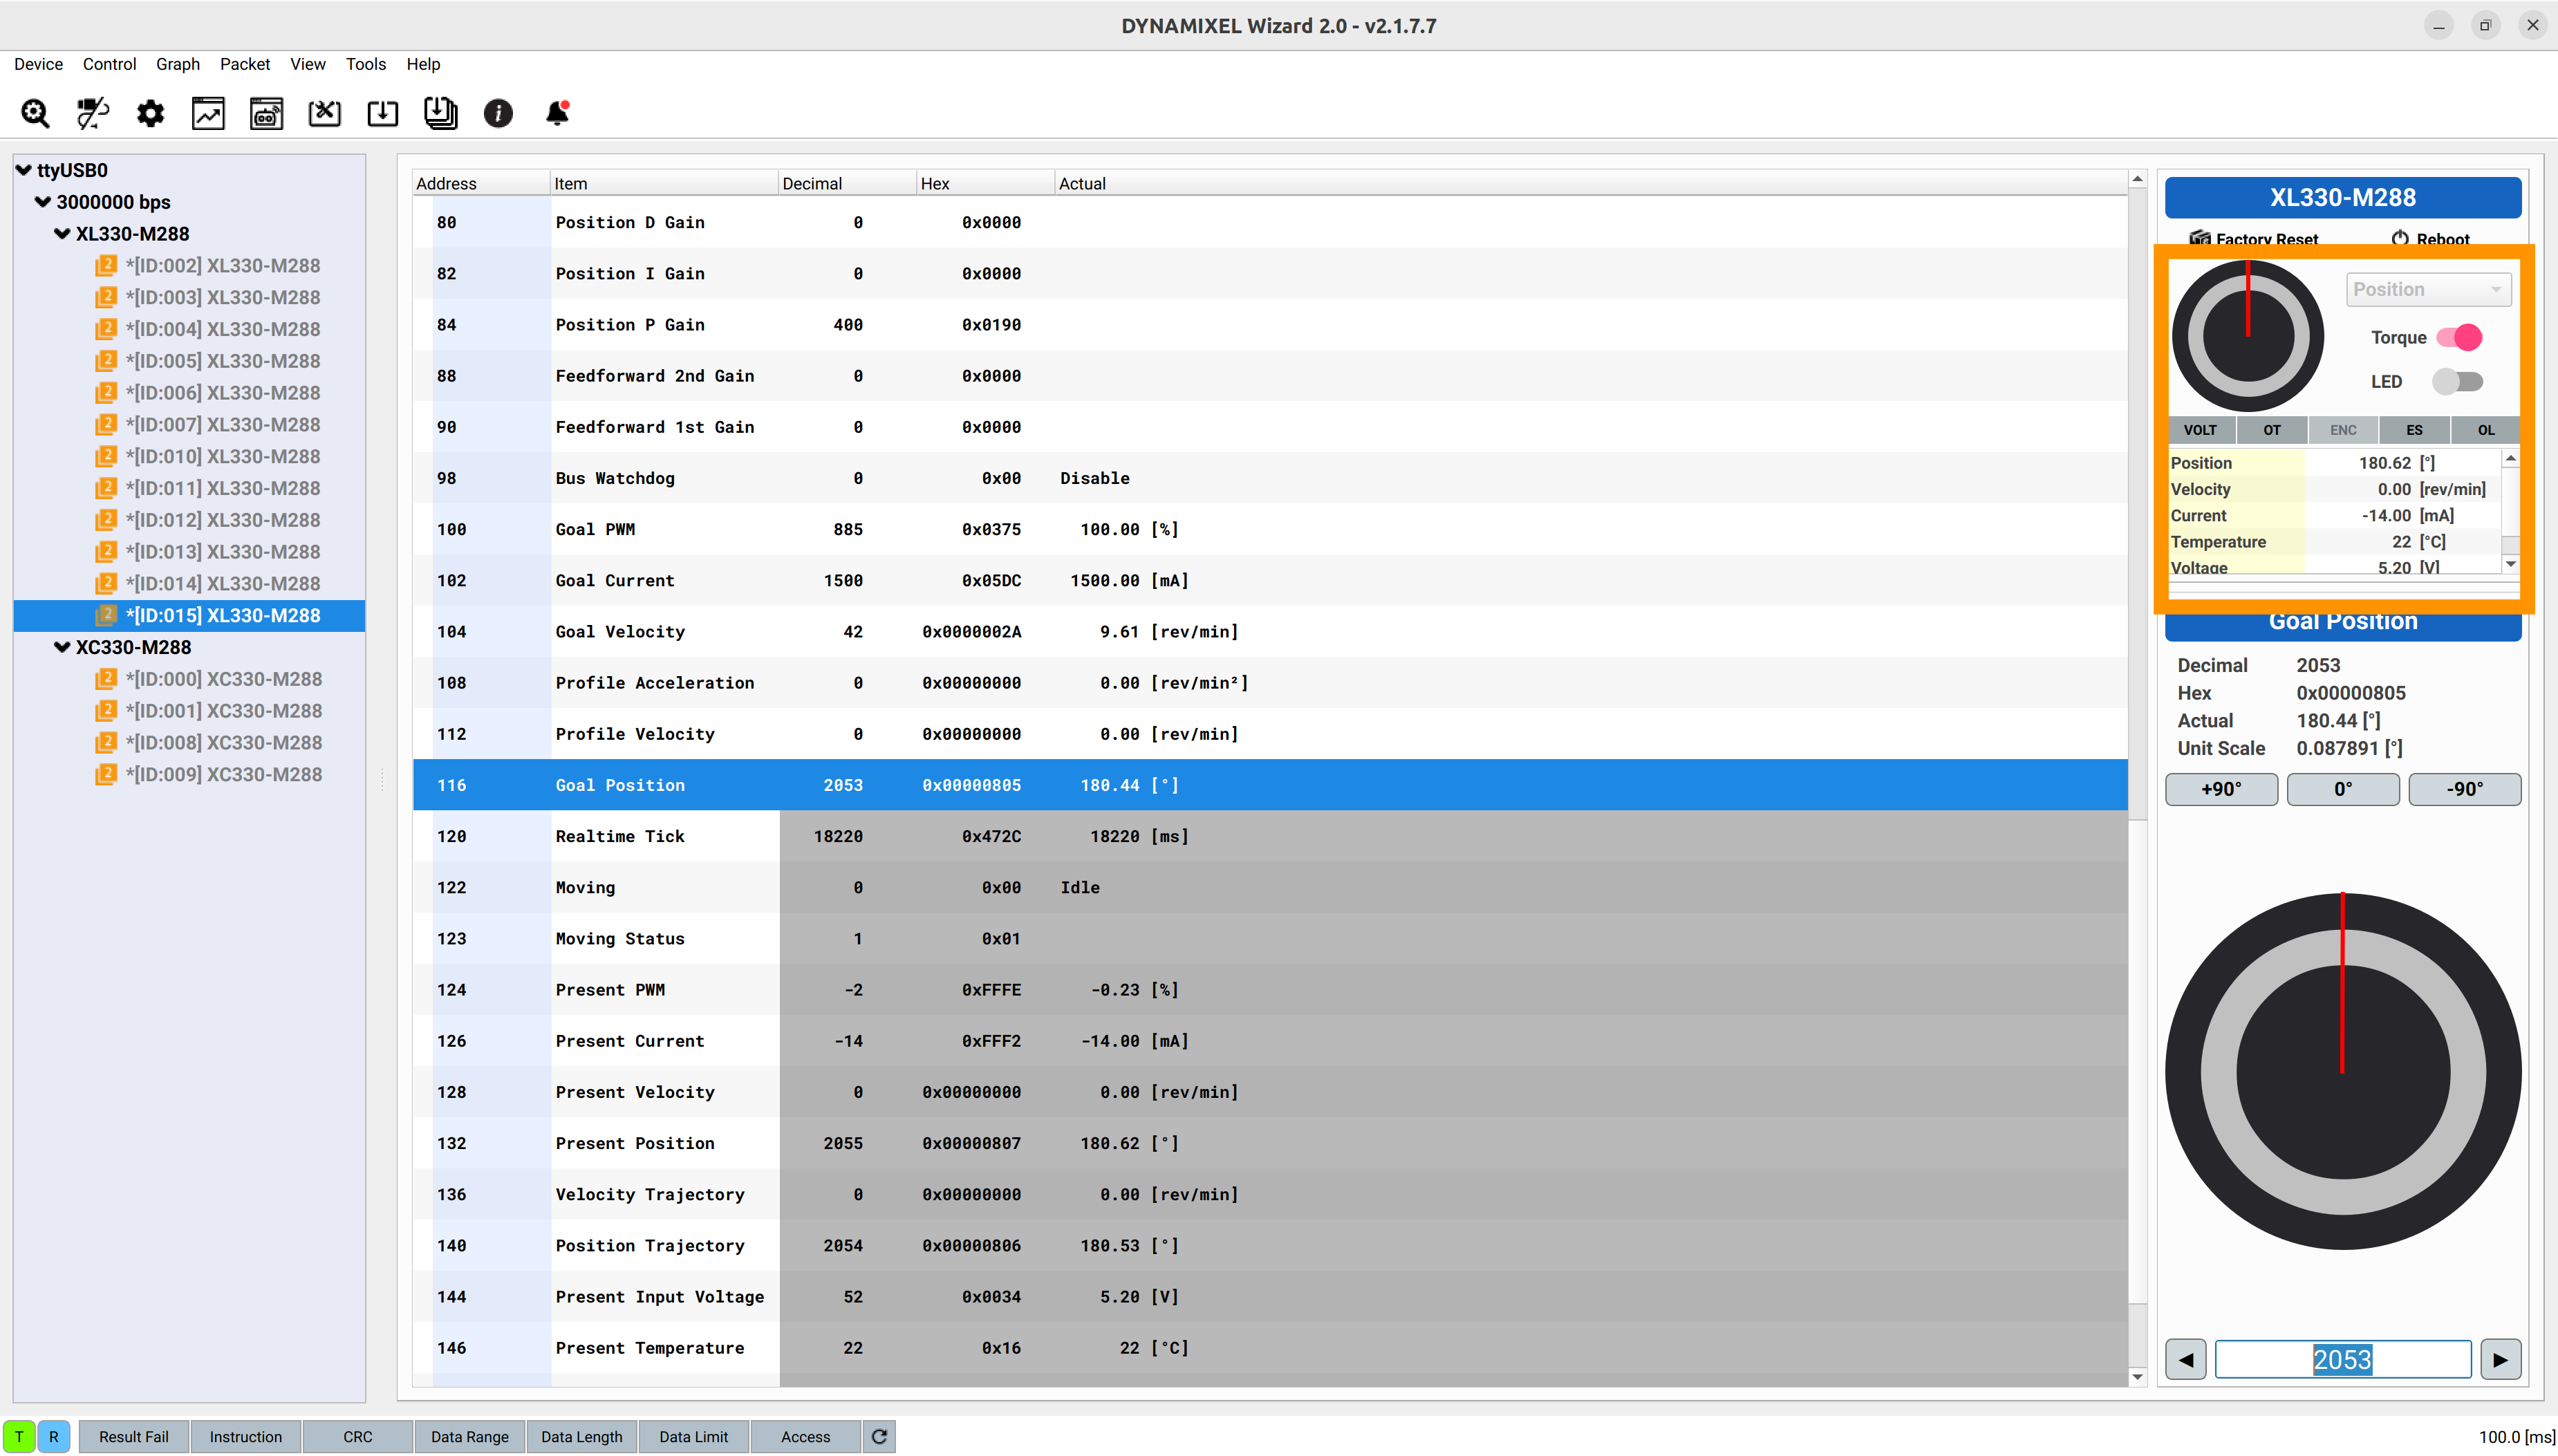 DYNAMIXEL Wizard 2.0 - v2.1.7.7
Device Control Graph Packet View Tools Help
ttyUSB0
3000000 bps
XL330-M288
2 *[ID:002] XL330-M288
2 *[ID:003] XL330-M288
2 *[ID:004] XL330-M288
2 *[ID:005] XL330-M288
2 *[ID:006] XL330-M288
2 *[ID:007] XL330-M288
2 *[ID:010] XL330-M288
2 *[ID:011] XL330-M288
2 *[ID:012] XL330-M288
2 *[ID:013] XL330-M288
2 *[ID:014] XL330-M288
2 *[ID:015] XL330-M288
XC330-M288
2 *[ID:000] XC330-M288
2 *[ID:001] XC330-M288
2 *[ID:008] XC330-M288
2 *[ID:009] XC330-M288
Address Item Decimal Hex Actual
80 Position D Gain 0 0x0000
82 Position I Gain 0 0x0000
84 Position P Gain 400 0x0190
88 Feedforward 2nd Gain 0 0x0000
90 Feedforward 1st Gain 0 0x0000
98 Bus Watchdog 0 0x00 Disable
100 Goal PWM 885 0x0375 100.00 [%]
102 Goal Current 1500 0x05DC 1500.00 [mA]
104 Goal Velocity 42 0x0000002A 9.61 [rev/min]
108 Profile Acceleration 0 0x00000000 0.00 [rev/min²]
112 Profile Velocity 0 0x00000000 0.00 [rev/min]
116 Goal Position 2053 0x00000805 180.44 [°]
120 Realtime Tick 18220 0x472C 18220 [ms]
122 Moving 0 0x00 Idle
123 Moving Status 1 0x01
124 Present PWM -2 0xFFFE -0.23 [%]
126 Present Current -14 0xFFF2 -14.00 [mA]
128 Present Velocity 0 0x00000000 0.00 [rev/min]
132 Present Position 2055 0x00000807 180.62 [°]
136 Velocity Trajectory 0 0x00000000 0.00 [rev/min]
140 Position Trajectory 2054 0x00000806 180.53 [°]
144 Present Input Voltage 52 0x0034 5.20 [V]
146 Present Temperature 22 0x16 22 [°C]
XL330-M288
Factory Reset Reboot
Position
Torque
LED
VOLT OT ENC ES OL
Position 180.62 [°]
Velocity 0.00 [rev/min]
Current -14.00 [mA]
Temperature 22 [°C]
Voltage 5.20 [V]
Goal Position
Decimal 2053
Hex 0x00000805
Actual 180.44 [°]
Unit Scale 0.087891 [°]
+90° 0° -90°
2053
T R Result Fail Instruction CRC Data Range Data Length Data Limit Access 100.0 [ms]